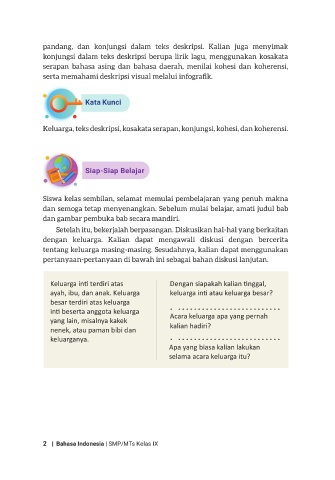 pandang, dan konjungsi dalam teks deskripsi. Kalian juga menyimak
konjungsi dalam teks deskripsi berupa lirik lagu, menggunakan kosakata
serapan bahasa asing dan bahasa daerah, menilai kohesi dan koherensi,
serta memahami deskripsi visual melalui infografik.
Kata Kunci
Keluarga, teks deskripsi, kosakata serapan, konjungsi, kohesi, dan koherensi.
Siap-Siap Belajar
Siswa kelas sembilan, selamat memulai pembelajaran yang penuh makna
dan semoga tetap menyenangkan. Sebelum mulai belajar, amati judul bab
dan gambar pembuka bab secara mandiri.
Setelah itu, bekerjalah berpasangan. Diskusikan hal-hal yang berkaitan
dengan keluarga. Kalian dapat mengawali diskusi dengan bercerita
tentang keluarga masing-masing. Sesudahnya, kalian dapat menggunakan
pertanyaan-pertanyaan di bawah ini sebagai bahan diskusi lanjutan.
Keluarga inti terdiri atas
ayah, ibu, dan anak. Keluarga
besar terdiri atas keluarga
inti beserta anggota keluarga
yang lain, misalnya kakek
nenek, atau paman bibi dan
keluarganya.
Dengan siapakah kalian tinggal,
keluarga inti atau keluarga besar?
Acara keluarga apa yang pernah
kalian hadiri?
Apa yang biasa kalian lakukan
selama acara keluarga itu?
2 | Bahasa Indonesia | SMP/MTs Kelas IX